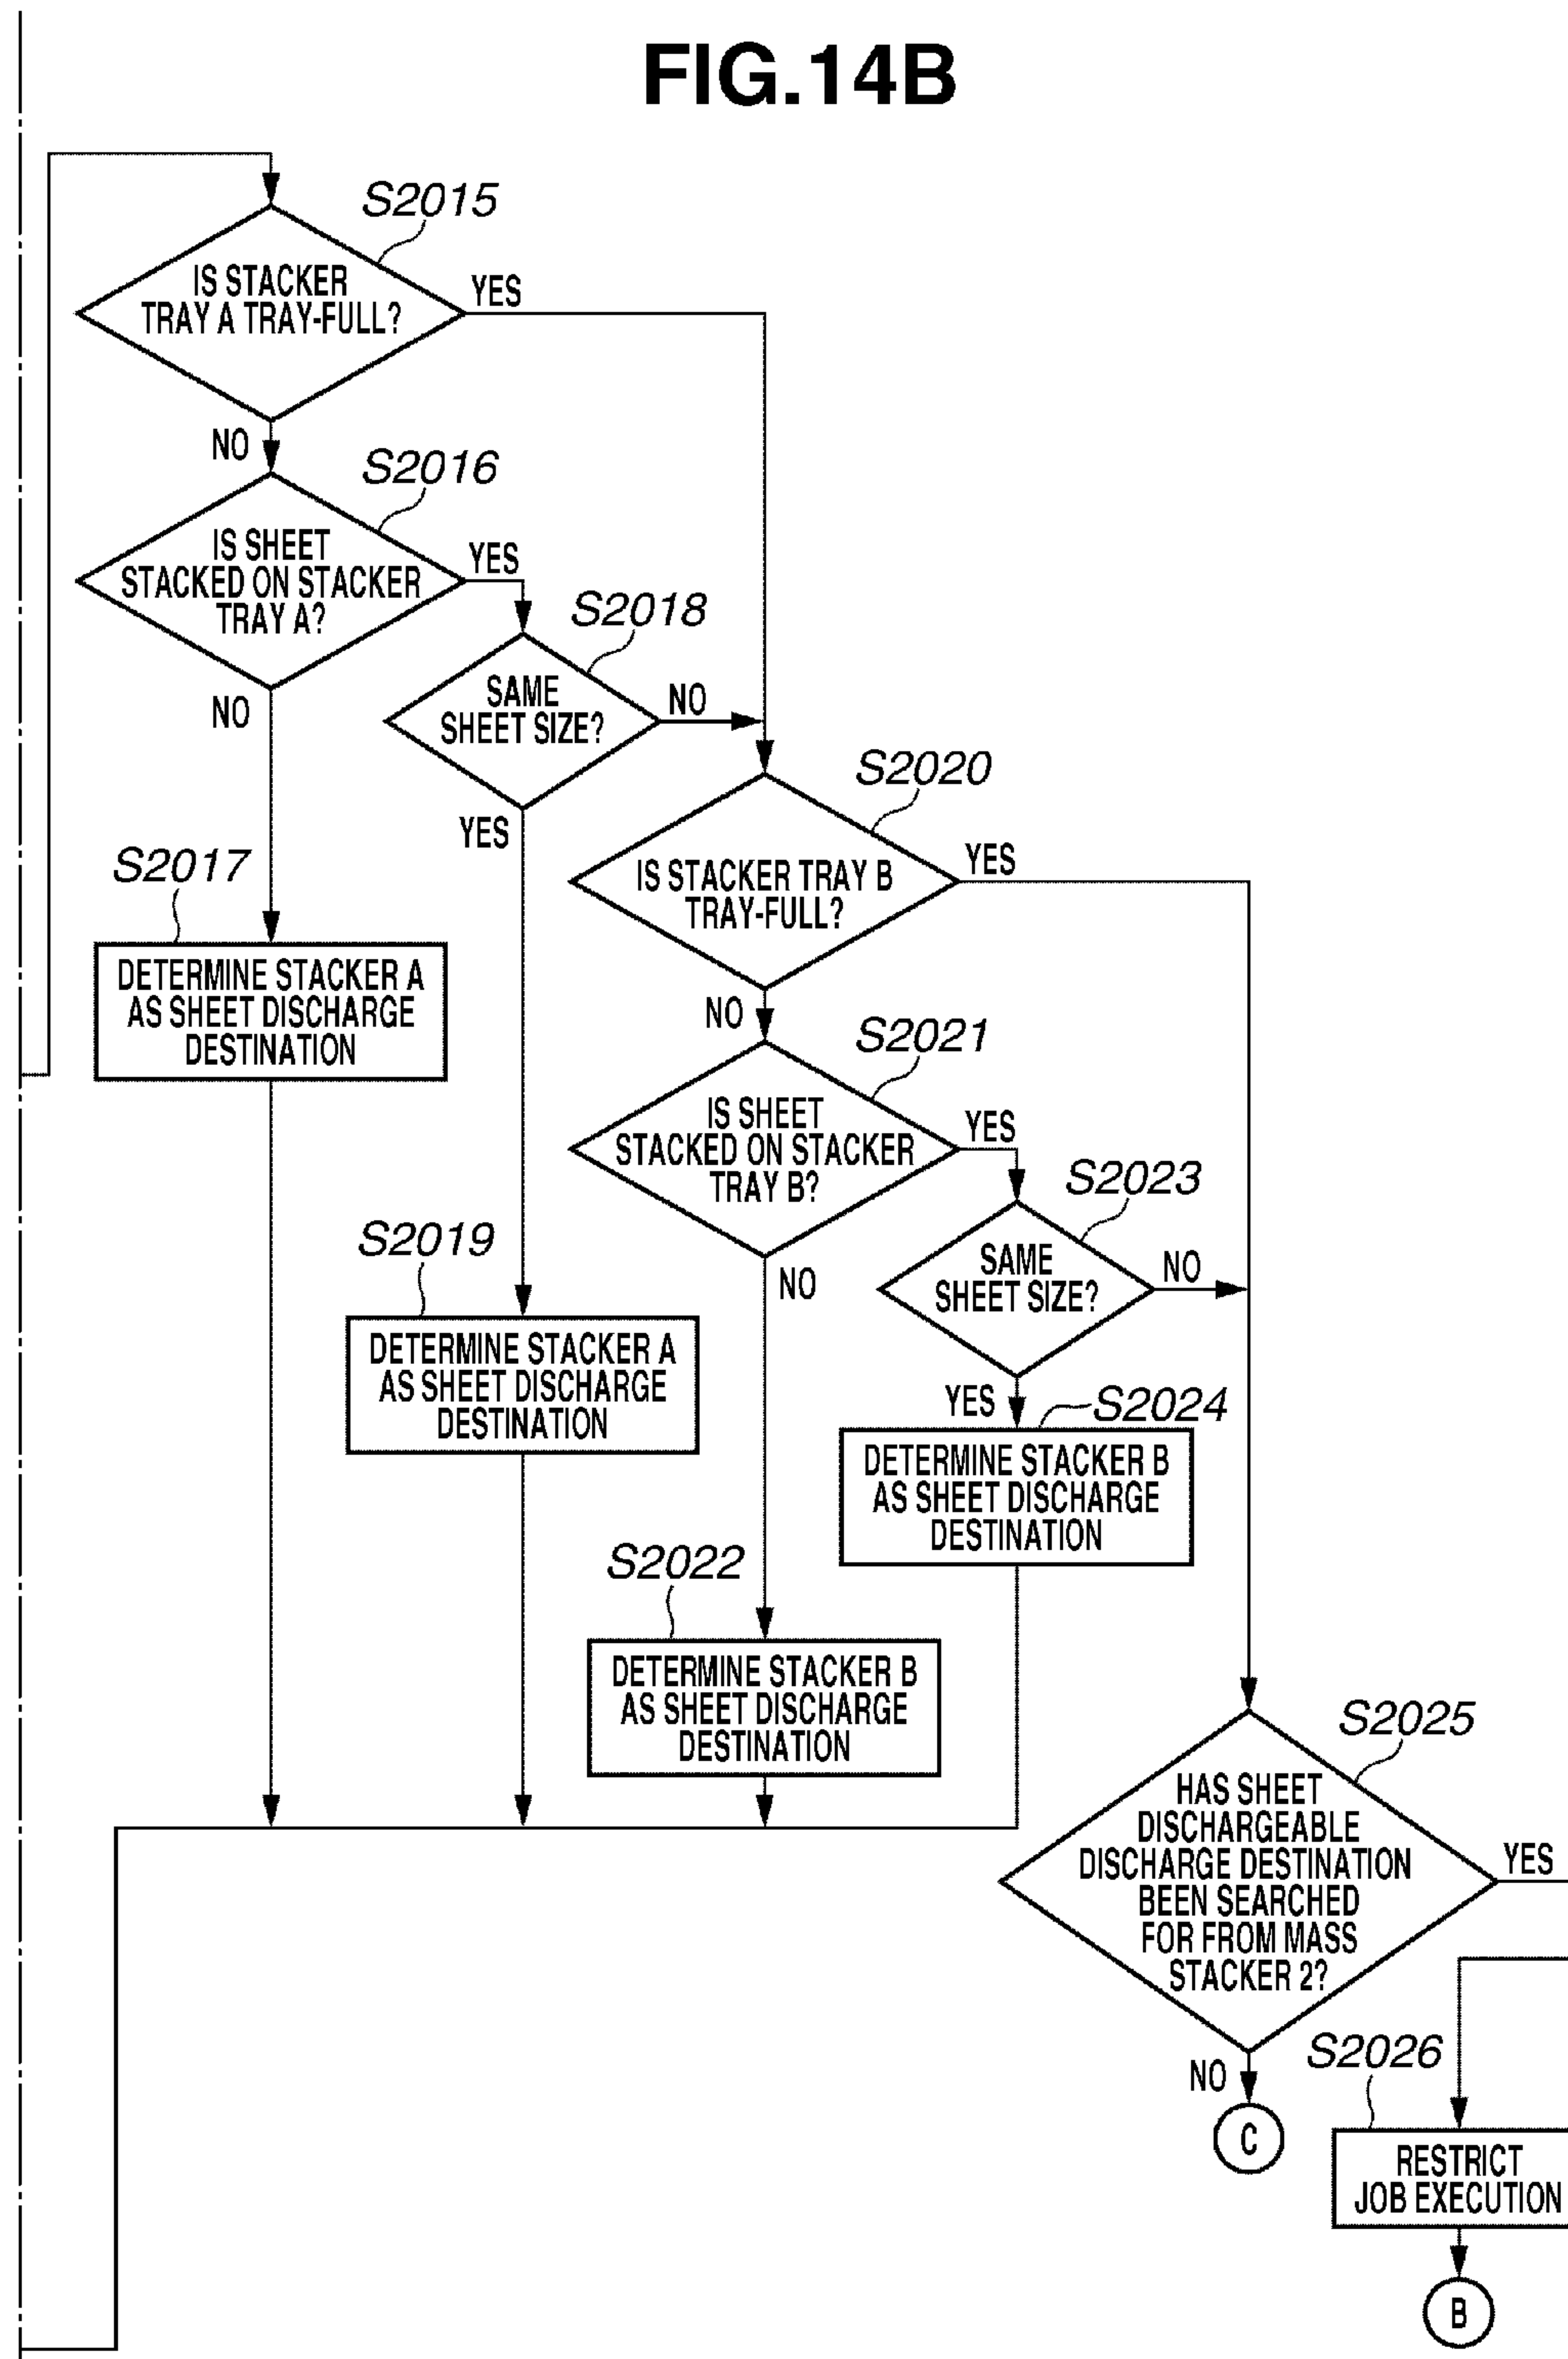 FIG.14B
S2015
IS STACKER
TRAY A TRAY-FULL?
YES
NO
S2016
IS SHEET
STACKED ON STACKER
TRAY A?
YES
NO
S2018
SAME
SHEET SIZE?
NO
YES
S2017
DETERMINE STACKER A
AS SHEET DISCHARGE
DESTINATION
S2020
IS STACKER TRAY B
TRAY-FULL?
YES
NO
S2021
IS SHEET
STACKED ON STACKER
TRAY B?
YES
NO
S2023
SAME
SHEET SIZE?
NO
YES
S2019
DETERMINE STACKER A
AS SHEET DISCHARGE
DESTINATION
S2024
DETERMINE STACKER B
AS SHEET DISCHARGE
DESTINATION
S2022
DETERMINE STACKER B
AS SHEET DISCHARGE
DESTINATION
S2025
HAS SHEET
DISCHARGEABLE
DISCHARGE DESTINATION
BEEN SEARCHED
FOR FROM MASS
STACKER 2?
YES
NO
C
S2026
RESTRICT
JOB EXECUTION
B